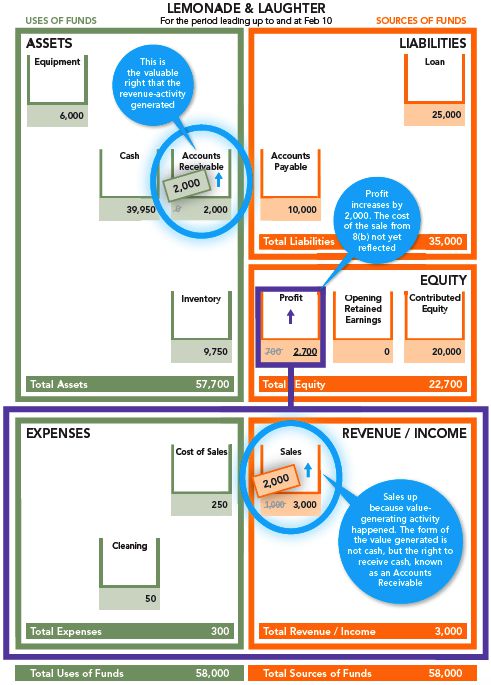 LEMONADE & LAUGHTER
USES OF FUNDS
For the period leading up to and at Feb 10
SOURCES OF FUNDS
ASSETS
Equipment
6,000
This is
the valuable
right that the
revenue-activity
generated
Cash
39,950
Accounts
Receivable
2,000
0 2,000
Inventory
9,750
Total Assets 57,700
LIABILITIES
Loan
25,000
Accounts
Payable
10,000
Total Liabilities 35,000
Profit
increases by
2,000. The cost
of the sale from
8(b) not yet
reflected
EQUITY
Profit
700 2,700
Opening
Retained
Earnings
0
Contributed
Equity
20,000
Total Equity 22,700
EXPENSES
Cost of Sales
250
Cleaning
50
Total Expenses 300
REVENUE / INCOME
Sales
2,000
1,000 3,000
Sales up
because value-
generating activity
happened. The form of
the value generated is
not cash, but the right to
receive cash, known
as an Accounts
Receivable
Total Revenue / Income 3,000
Total Uses of Funds 58,000
Total Sources of Funds 58,000